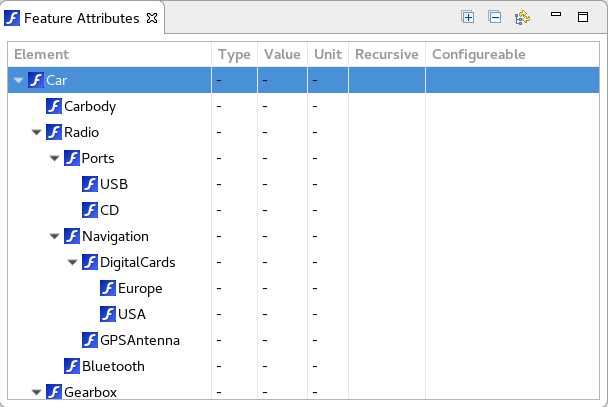 Feature Attributes
Element Type Value Unit Recursive Configureable
Car - - -
Carbody - - -
Radio - - -
Ports - - -
USB - - -
CD - - -
Navigation - - -
DigitalCards - - -
Europe - - -
USA - - -
GPSAntenna - - -
Bluetooth - - -
Gearbox - - -